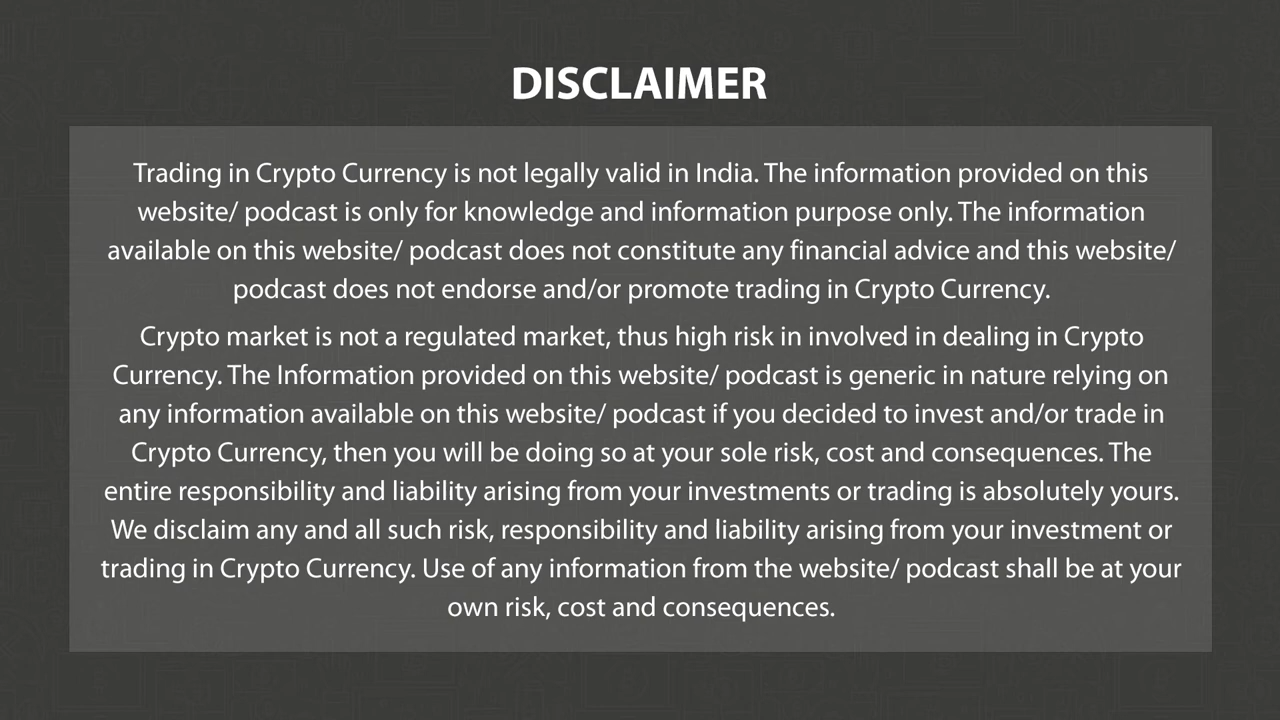 DISCLAIMER
Trading in Crypto Currency is not legally valid in India. The information provided on this
website/ podcast is only for knowledge and information purpose only. The information
available on this website/ podcast does not constitute any financial advice and this website/
podcast does not endorse and/or promote trading in Crypto Currency.
Crypto market is not a regulated market, thus high risk in involved in dealing in Crypto
Currency. The Information provided on this website/ podcast is generic in nature relying on
any information available on this website/ podcast if you decided to invest and/or trade in
Crypto Currency, then you will be doing so at your sole risk, cost and consequences. The
entire responsibility and liability arising from your investments or trading is absolutely yours.
We disclaim any and all such risk, responsibility and liability arising from your investment or
trading in Crypto Currency. Use of any information from the website/ podcast shall be at your
own risk, cost and consequences.